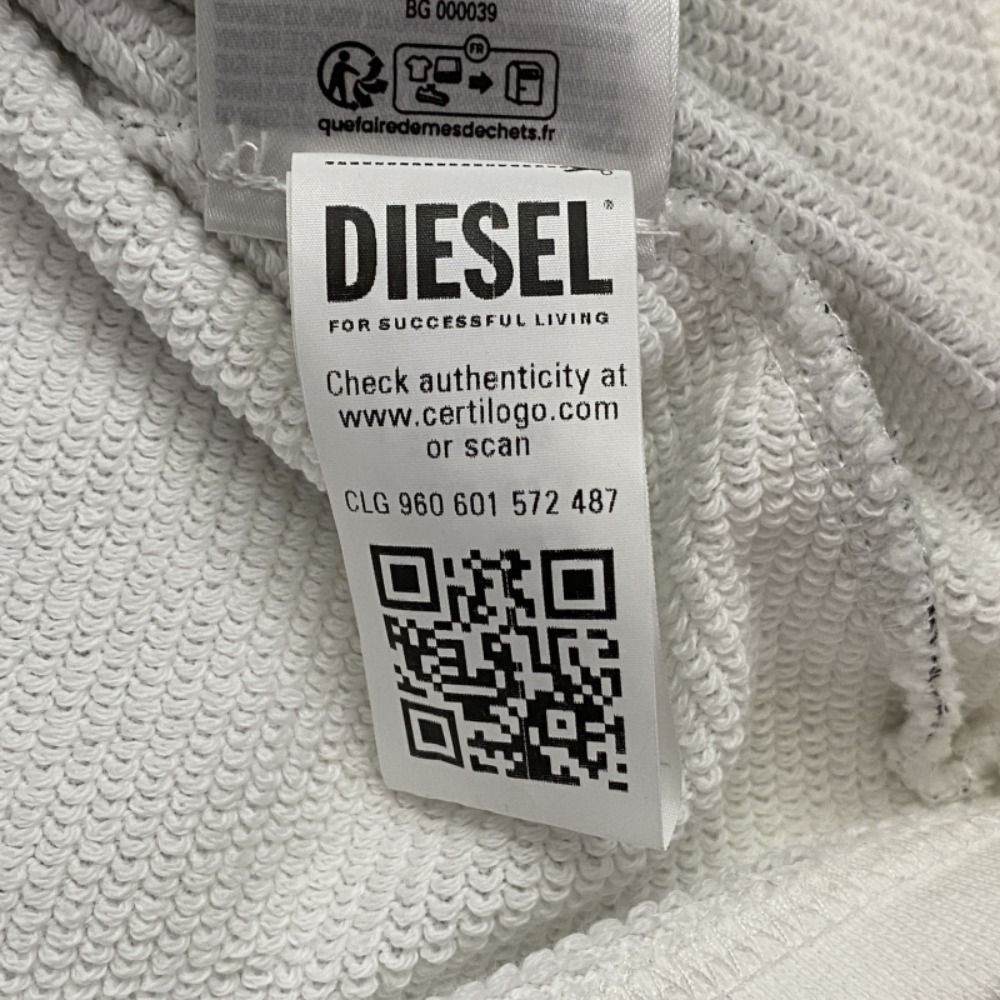 BG 000039
FR
quefairedemesdechets.fr
DIESEL®
FOR SUCCESSFUL LIVING
Check authenticity at
www.certilogo.com
or scan
CLG 960 601 572 487